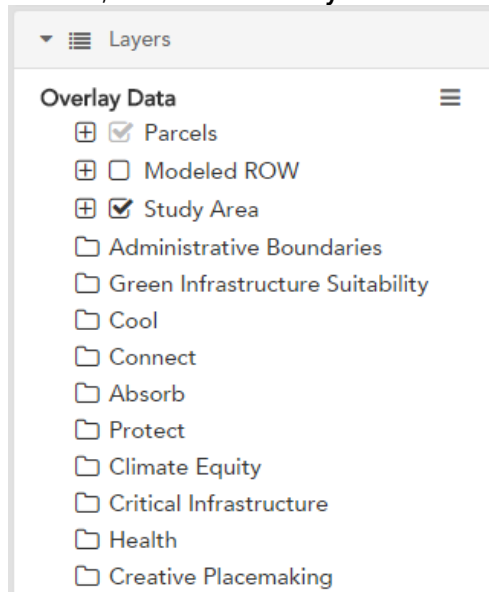 Layers
Overlay Data
Parcels
Modeled ROW
Study Area
Administrative Boundaries
Green Infrastructure Suitability
Cool
Connect
Absorb
Protect
Climate Equity
Critical Infrastructure
Health
Creative Placemaking